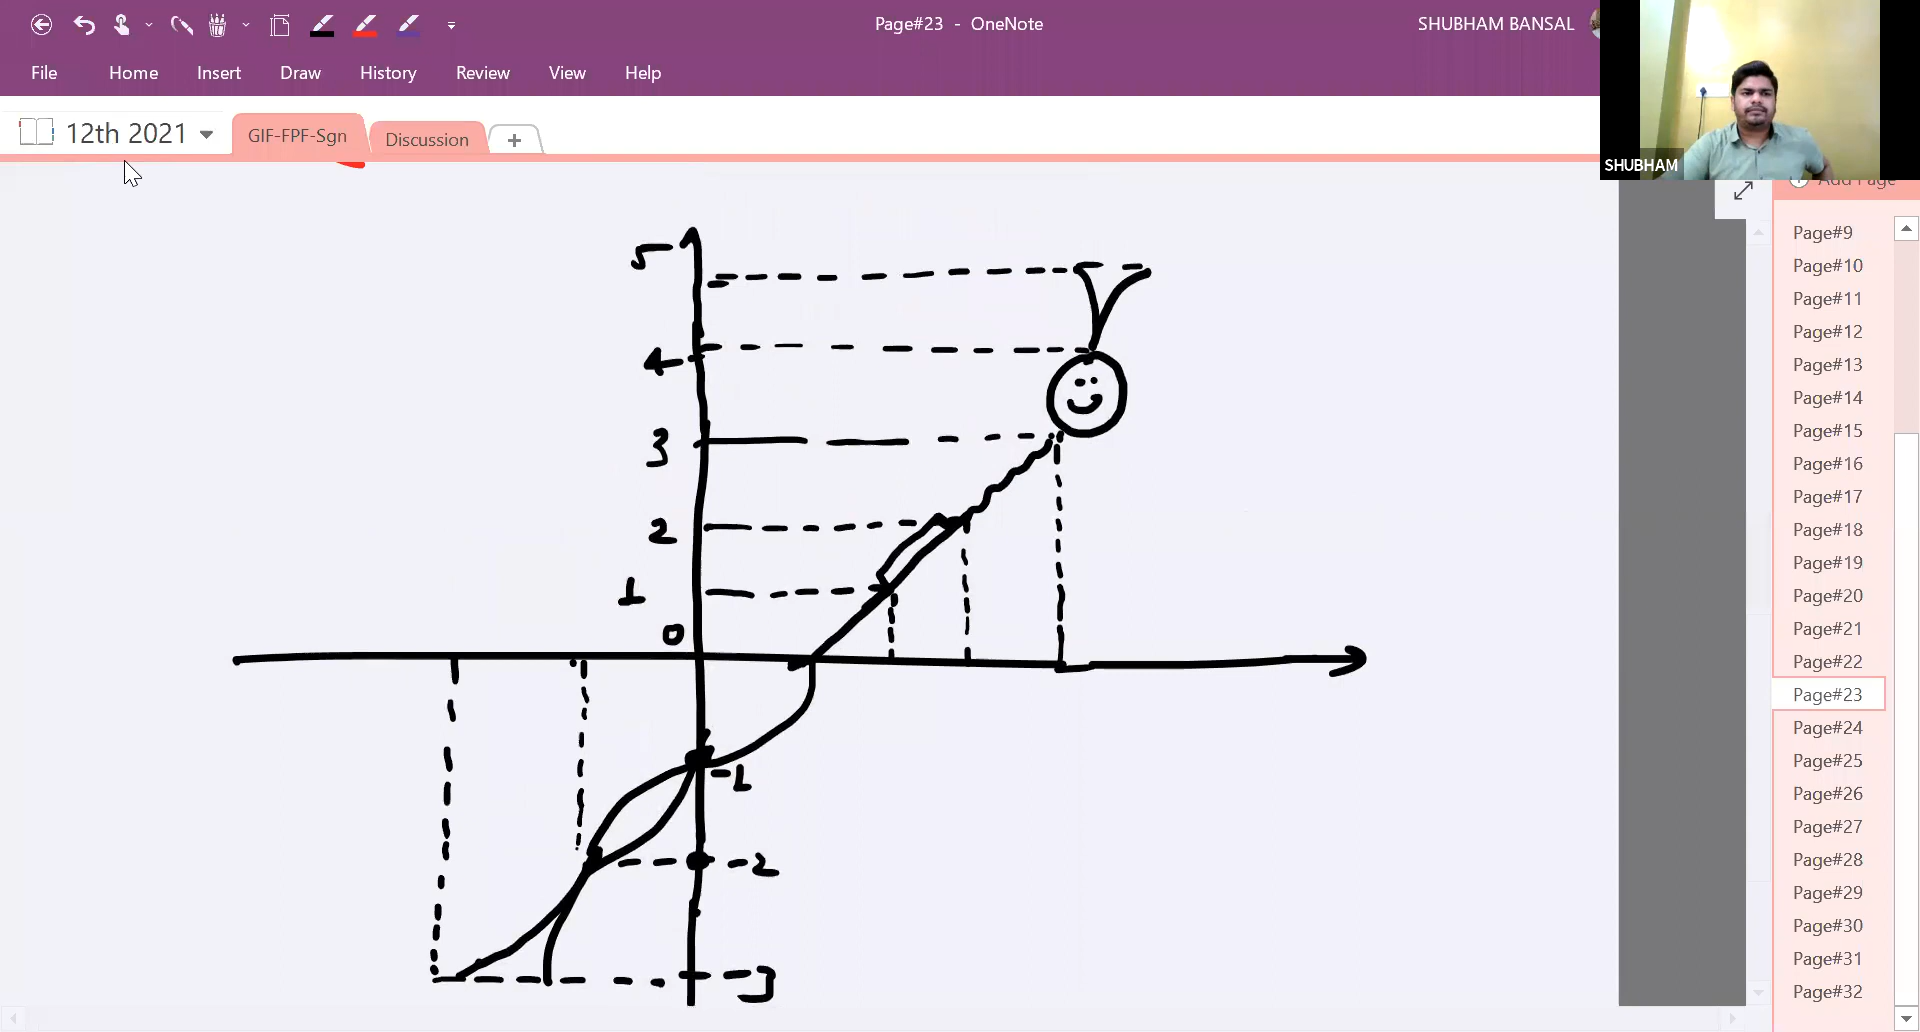 Page#23 - OneNote
SHUBHAM BANSAL
File Home Insert Draw History Review View Help
12th 2021
GIF-FPF-Sgn
Discussion
+
SHUBHAM
Add Page
Page#9
Page#10
Page#11
Page#12
Page#13
Page#14
Page#15
Page#16
Page#17
Page#18
Page#19
Page#20
Page#21
Page#22
Page#23
Page#24
Page#25
Page#26
Page#27
Page#28
Page#29
Page#30
Page#31
Page#32
5
4
3
2
1
0
-1
-2
-3